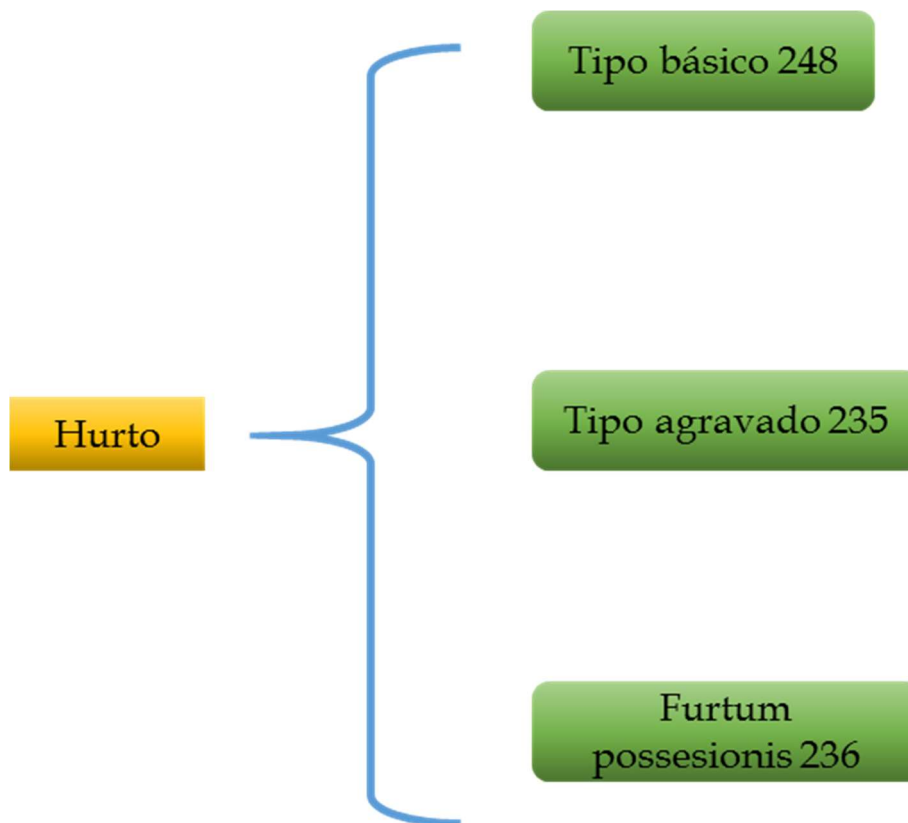 Tipo básico 248
Hurto
Tipo agravado 235
Furtum
possesionis 236